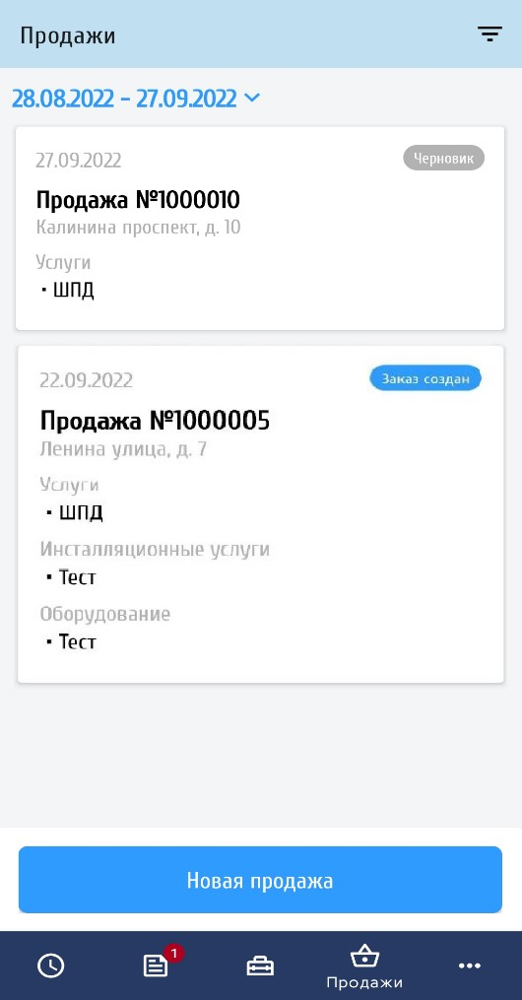 Продажи
28.08.2022 – 27.09.2022
27.09.2022
Черновик
Продажа №1000010
Калинина проспект, д. 10
Услуги
· ШПД
22.09.2022
Заказ создан
Продажа №1000005
Ленина улица, д. 7
Услуги
· ШПД
Инсталляционные услуги
· Тест
Оборудование
· Тест
Новая продажа
1
Продажи